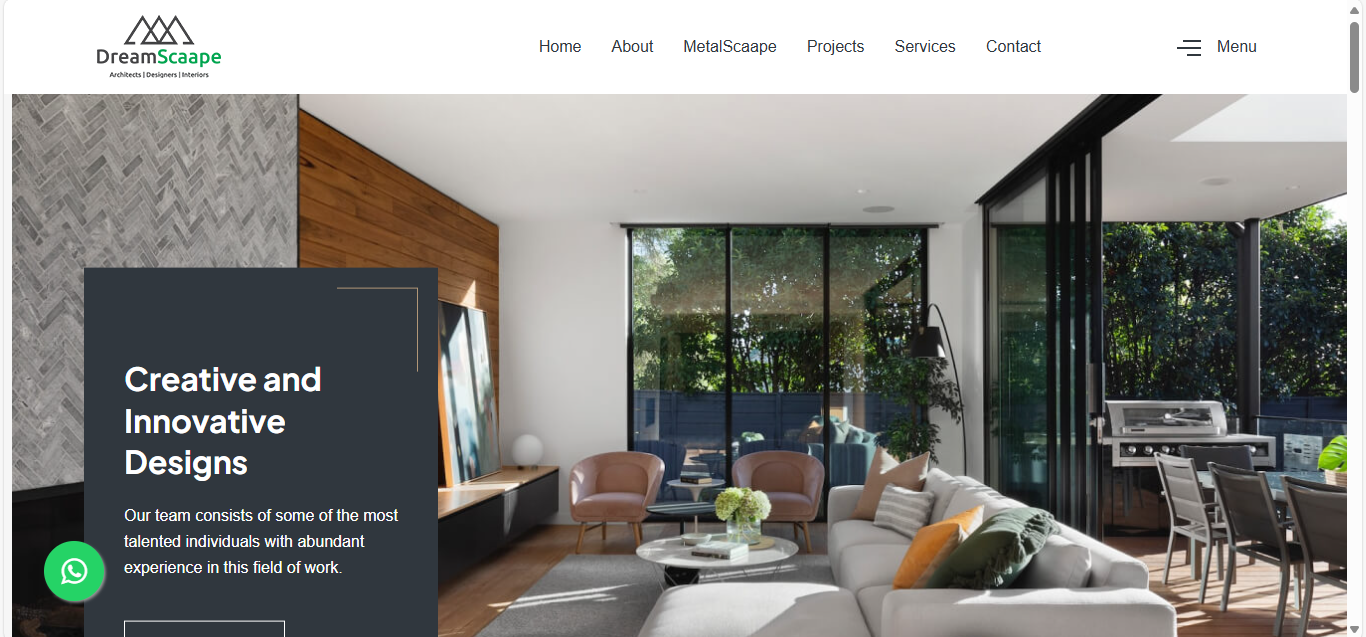 DreamScaape
Architects | Designers | Interiors
Home
About
MetalScaape
Projects
Services
Contact
Menu
Creative and
Innovative
Designs
Our team consists of some of the most
talented individuals with abundant
experience in this field of work.